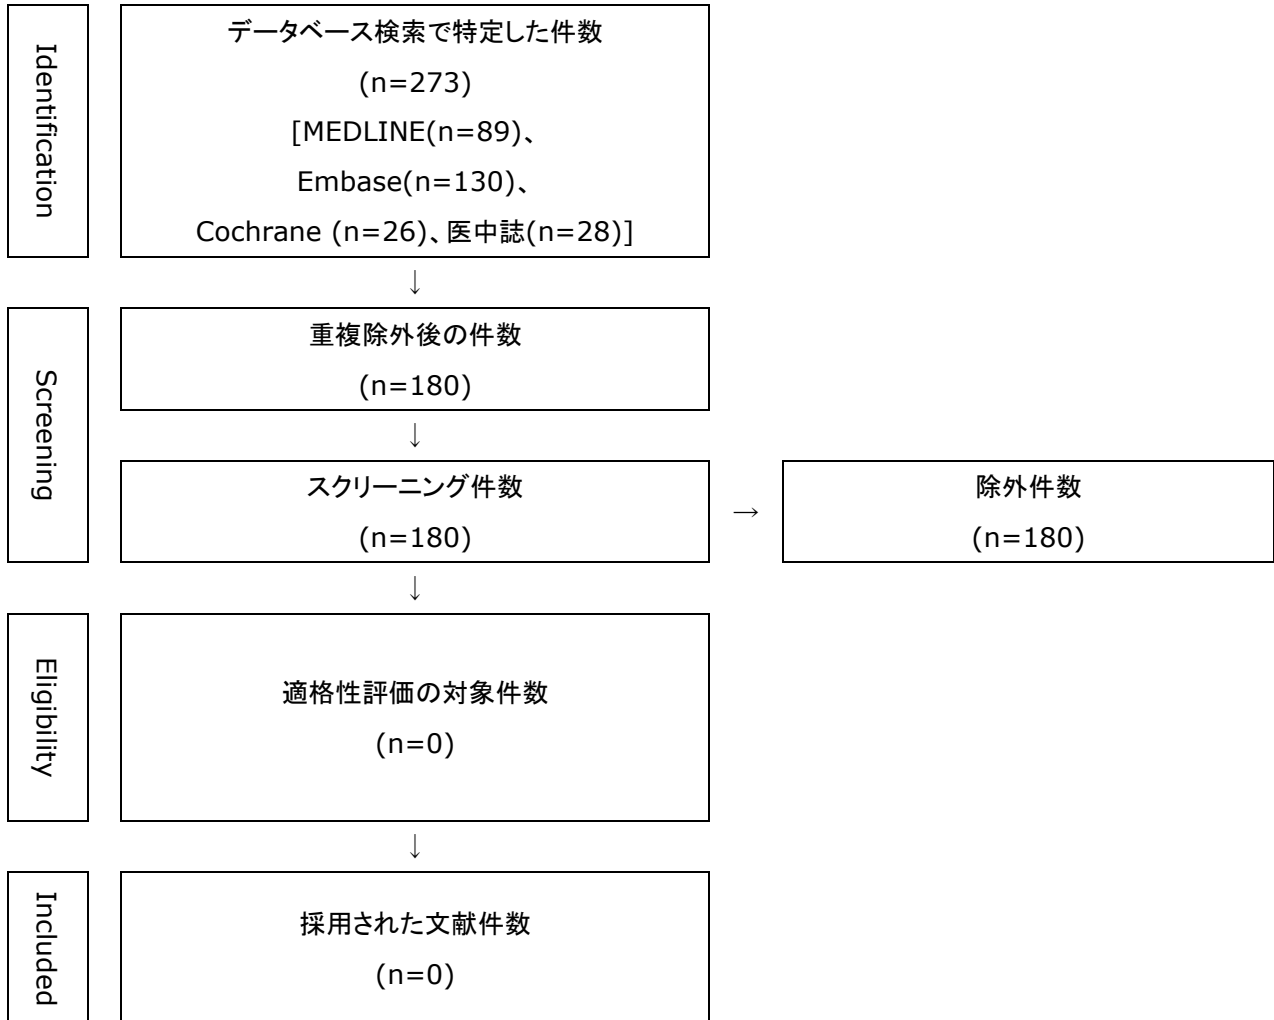 Identification
データベース検索で特定した件数
(n=273)
[MEDLINE(n=89)、
Embase(n=130)、
Cochrane (n=26)、医中誌(n=28)]
↓
Screening
重複除外後の件数
(n=180)
↓
スクリーニング件数
(n=180)
→
除外件数
(n=180)
↓
Eligibility
適格性評価の対象件数
(n=0)
↓
Included
採用された文献件数
(n=0)